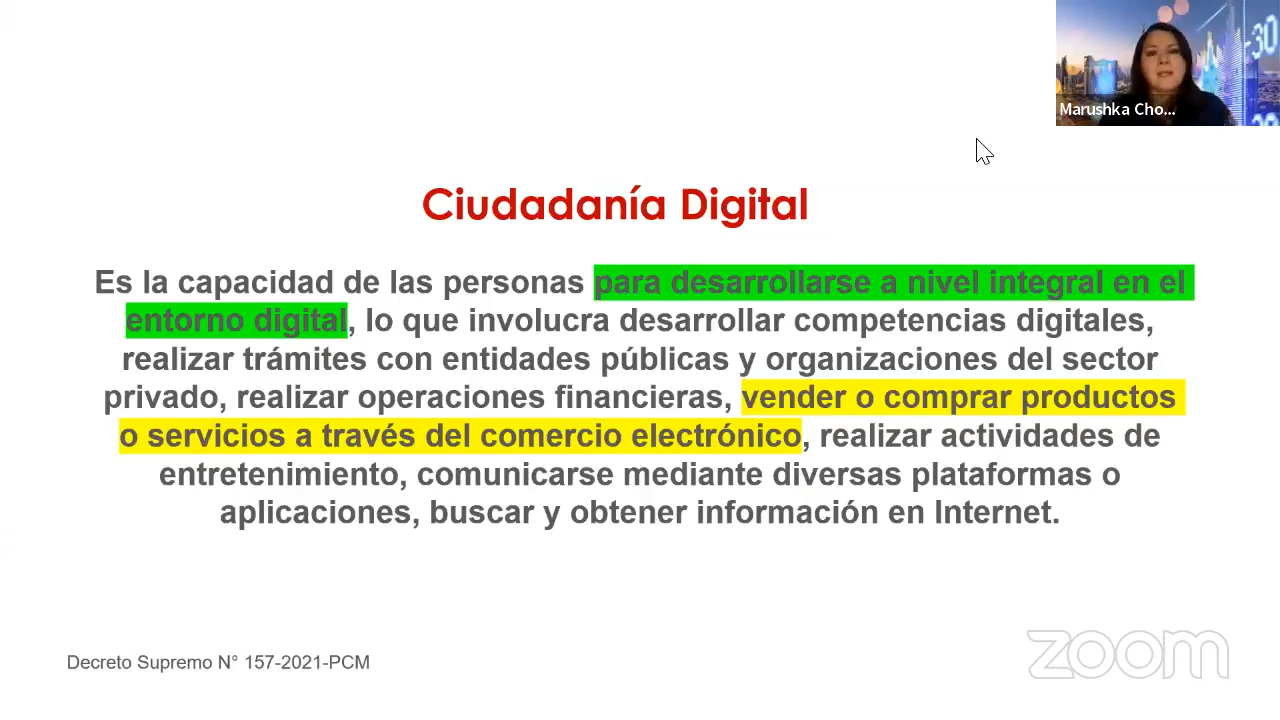 -30
Marushka Cho...
Ciudadanía Digital
Es la capacidad de las personas para desarrollarse a nivel integral en el
entorno digital, lo que involucra desarrollar competencias digitales,
realizar trámites con entidades públicas y organizaciones del sector
privado, realizar operaciones financieras, vender o comprar productos
o servicios a través del comercio electrónico, realizar actividades de
entretenimiento, comunicarse mediante diversas plataformas o
aplicaciones, buscar y obtener información en Internet.
Decreto Supremo N° 157-2021-PCM
zoom